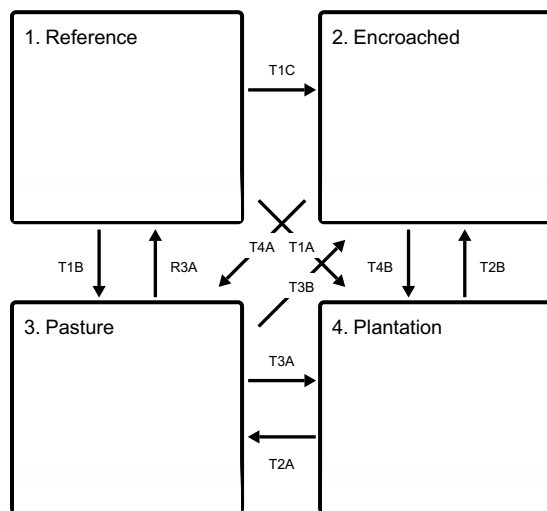 1. Reference
2. Encroached
T1C
T4A
T1A
T1B
R3A
T3B
T4B
T2B
3. Pasture
4. Plantation
T3A
T2A